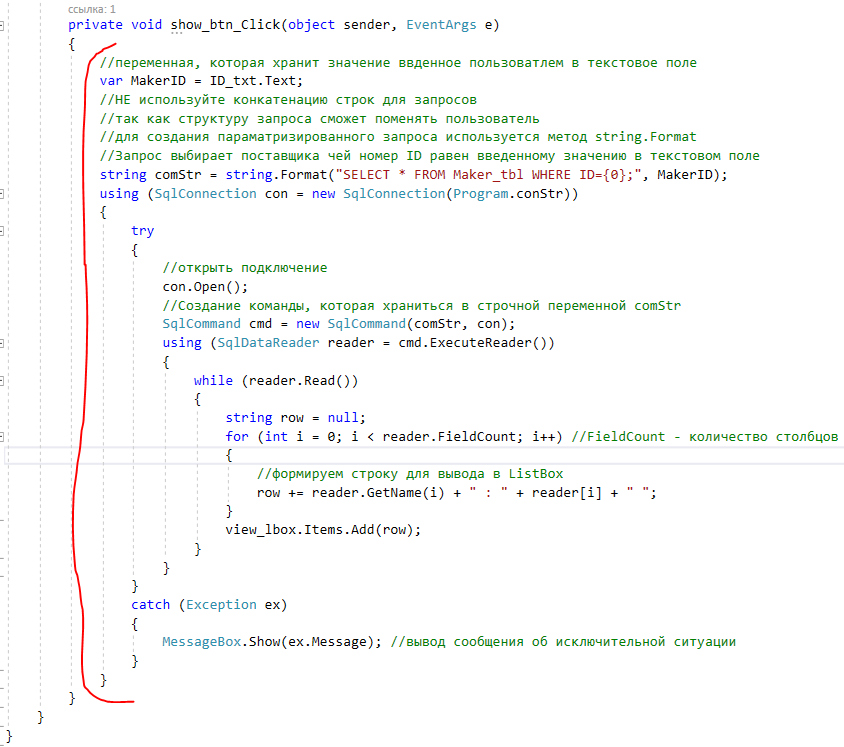 ссылка: 1
private void show_btn_Click(object sender, EventArgs e)
{
//переменная, которая хранит значение ввденное пользоватлем в текстовое поле
var MakerID = ID_txt.Text;
//НЕ используйте конкатенацию строк для запросов
//так как структуру запроса сможет поменять пользователь
//для создания параматризированного запроса используется метод string.Format
//Запрос выбирает поставщика чей номер ID равен введенному значению в текстовом поле
string comStr = string.Format("SELECT * FROM Maker_tbl WHERE ID={0};", MakerID);
using (SqlConnection con = new SqlConnection(Program.conStr))
{
try
{
//открыть подключение
con.Open();
//Создание команды, которая храниться в строчной переменной comStr
SqlCommand cmd = new SqlCommand(comStr, con);
using (SqlDataReader reader = cmd.ExecuteReader())
{
while (reader.Read())
{
string row = null;
for (int i = 0; i < reader.FieldCount; i++) //FieldCount - количество столбцов
{
//формируем строку для вывода в ListBox
row += reader.GetName(i) + " : " + reader[i] + " ";
}
view_lbox.Items.Add(row);
}
}
}
catch (Exception ex)
{
MessageBox.Show(ex.Message); //вывод сообщения об исключительной ситуации
}
}
}
}
}